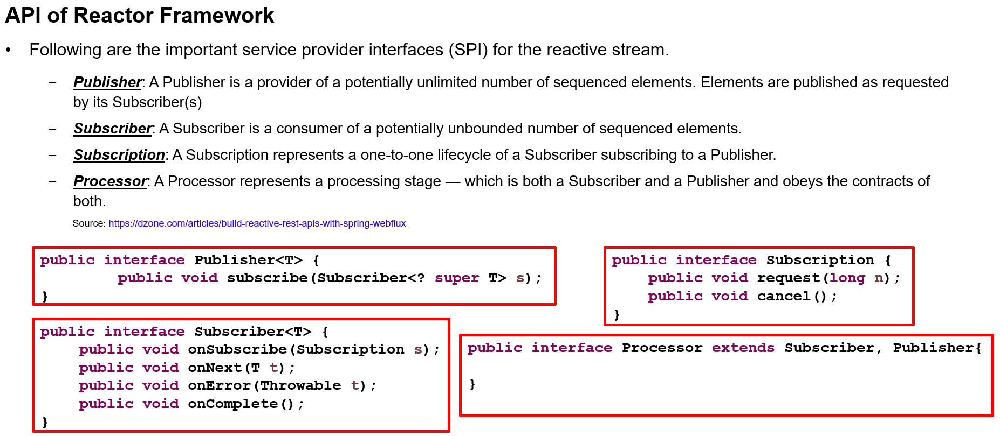 API of Reactor Framework
• Following are the important service provider interfaces (SPI) for the reactive stream.
– Publisher: A Publisher is a provider of a potentially unlimited number of sequenced elements. Elements are published as requested
by its Subscriber(s)
– Subscriber: A Subscriber is a consumer of a potentially unbounded number of sequenced elements.
– Subscription: A Subscription represents a one-to-one lifecycle of a Subscriber subscribing to a Publisher.
– Processor: A Processor represents a processing stage — which is both a Subscriber and a Publisher and obeys the contracts of
both.
Source: https://dzone.com/articles/build-reactive-rest-apis-with-spring-webflux
public interface Publisher<T> {
public void subscribe(Subscriber<? super T> s);
}
public interface Subscription {
public void request(long n);
public void cancel();
}
public interface Subscriber<T> {
public void onSubscribe(Subscription s);
public void onNext(T t);
public void onError(Throwable t);
public void onComplete();
}
public interface Processor extends Subscriber, Publisher{
}